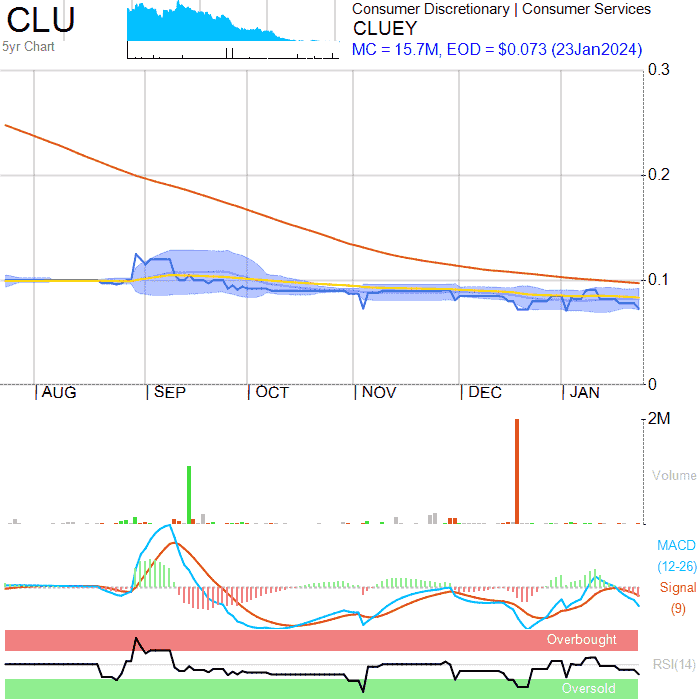 CLU
5yr Chart
Consumer Discretionary | Consumer Services
CLUEY
MC = 15.7M, EOD = $0.073 (23Jan2024)
0.3
0.2
0.1
0
AUG SEP OCT NOV DEC JAN
2M
Volume
MACD
(12-26)
Signal
(9)
Overbought
RSI(14)
Oversold